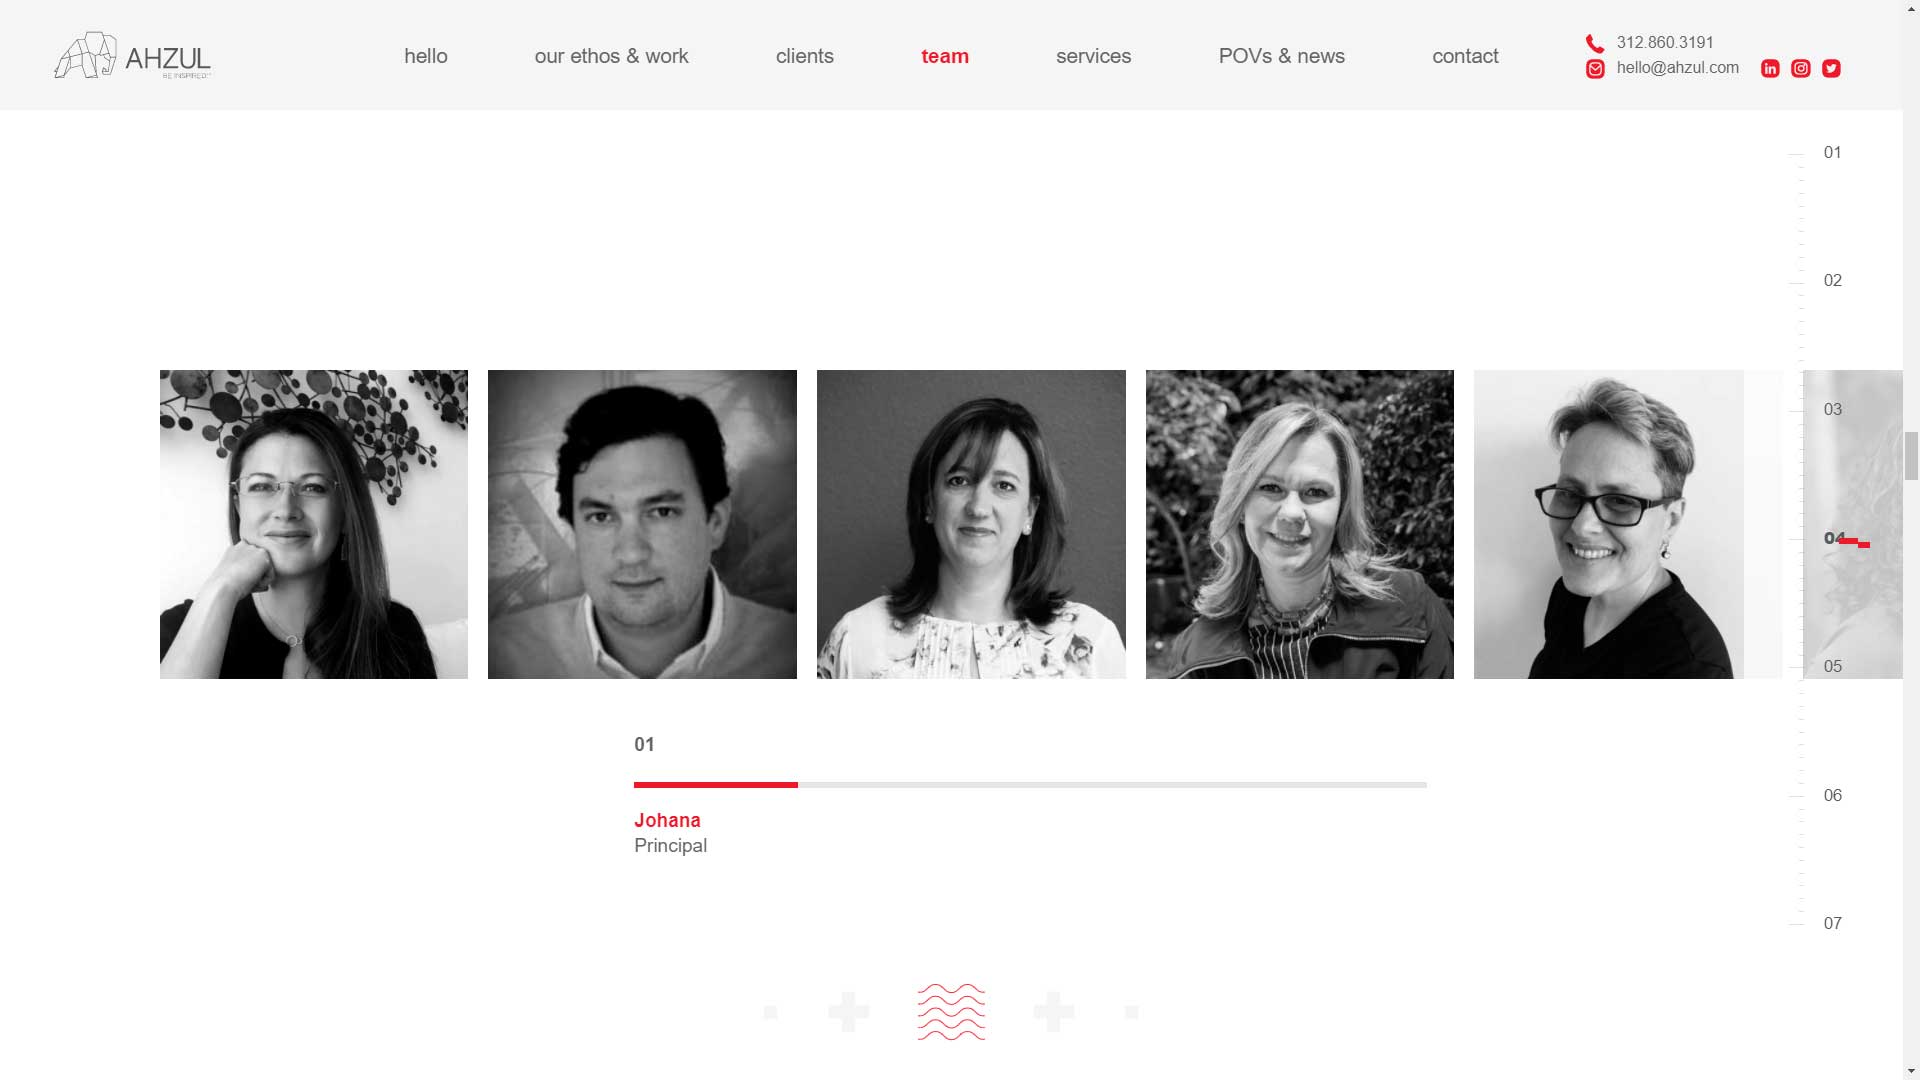 AHZUL
BE INSPIRED
hello
our ethos & work
clients
team
services
POVs & news
contact
312.860.3191
hello@ahzul.com
01
02
03
04
05
06
07
01
Johana
Principal